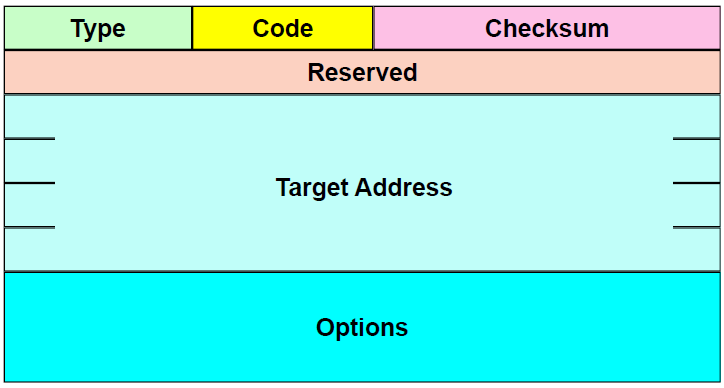 Type Code Checksum
Reserved
Target Address
Options